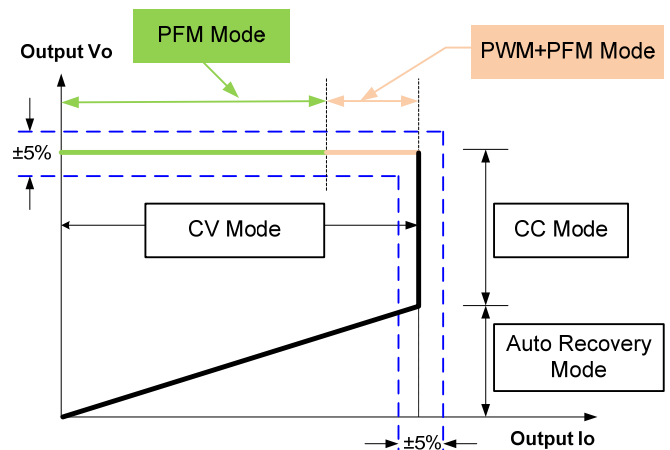 PFM Mode
Output Vo
PWM+PFM Mode
±5%
CV Mode
CC Mode
Auto Recovery
Mode
±5%
Output Io